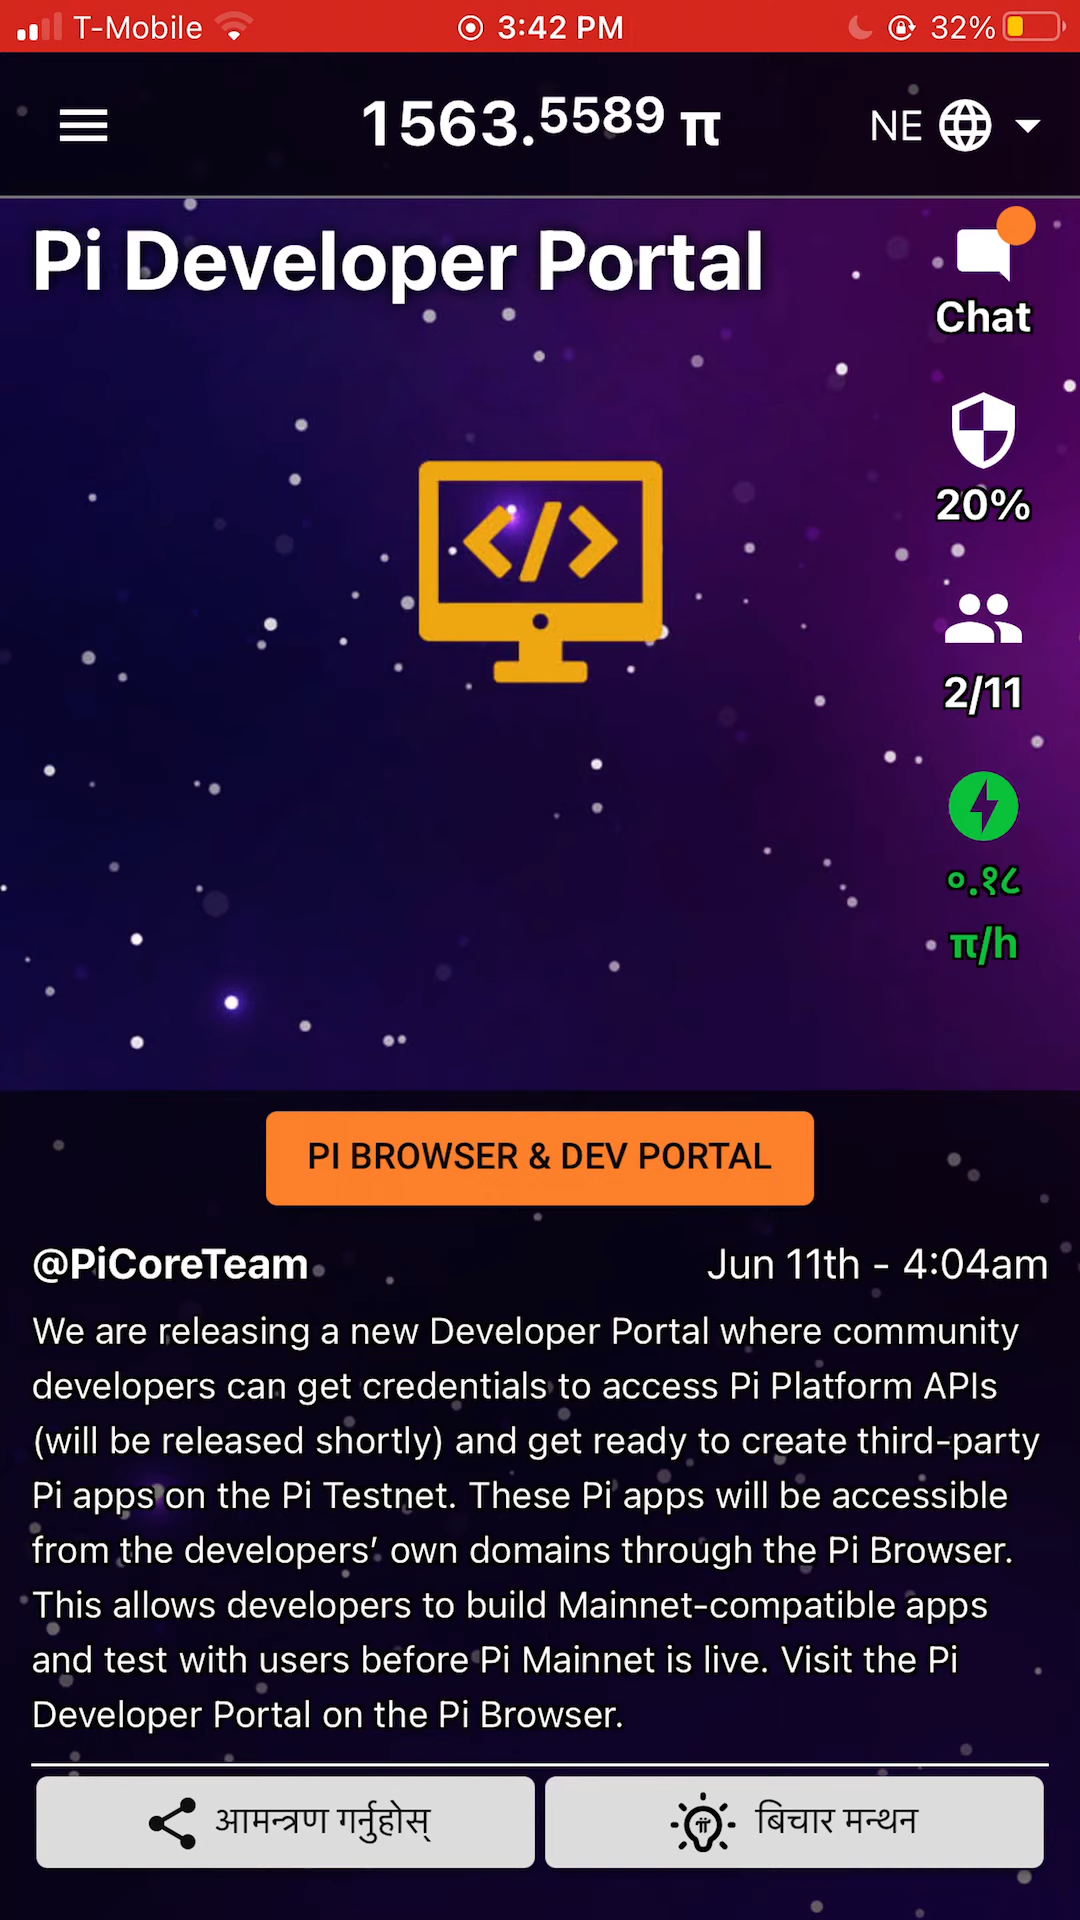 T-Mobile 3:42 PM 32%
1563.5589 π NE
Pi Developer Portal
Chat
20%
2/11
०.१८
π/h
</>
PI BROWSER & DEV PORTAL
@PiCoreTeam Jun 11th - 4:04am
We are releasing a new Developer Portal where community
developers can get credentials to access Pi Platform APIs
(will be released shortly) and get ready to create third-party
Pi apps on the Pi Testnet. These Pi apps will be accessible
from the developers’ own domains through the Pi Browser.
This allows developers to build Mainnet-compatible apps
and test with users before Pi Mainnet is live. Visit the Pi
Developer Portal on the Pi Browser.
आमन्त्रण गर्नुहोस् बिचार मन्थन